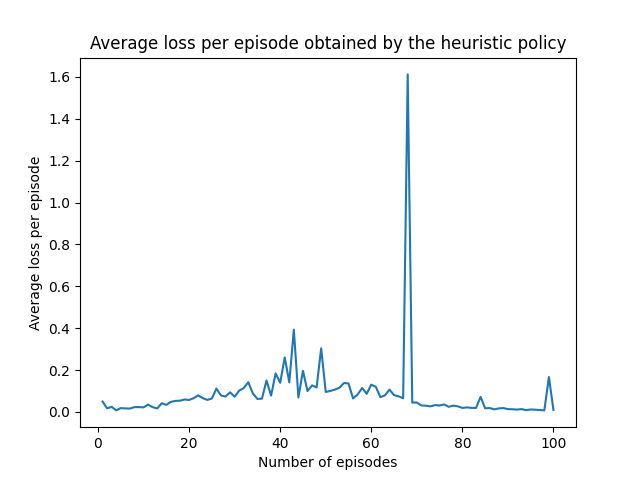 Average loss per episode obtained by the heuristic policy
1.6
1.4
1.2
1.0
0.8
0.6
0.4
0.2
0.0
Average loss per episode
0 20 40 60 80 100
Number of episodes